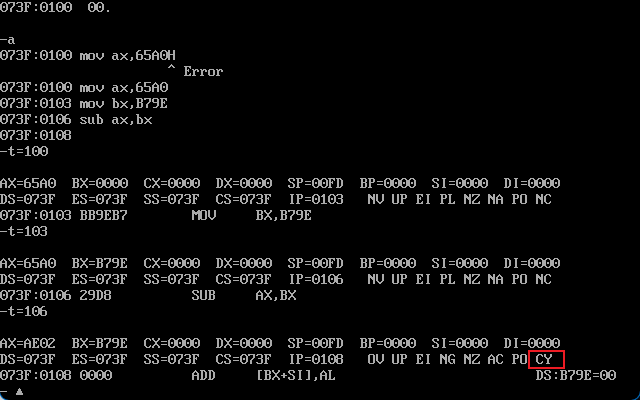 073F:0100  00.
-a
073F:0100 mov ax,65A0H
^ Error
073F:0100 mov ax,65A0
073F:0103 mov bx,B79E
073F:0106 sub ax,bx
073F:0108
-t=100
AX=65A0  BX=0000  CX=0000  DX=0000  SP=00FD  BP=0000  SI=0000  DI=0000
DS=073F  ES=073F  SS=073F  CS=073F  IP=0103   NV UP EI PL NZ NA PO NC
073F:0103 BB9EB7        MOV     BX,B79E
-t=103
AX=65A0  BX=B79E  CX=0000  DX=0000  SP=00FD  BP=0000  SI=0000  DI=0000
DS=073F  ES=073F  SS=073F  CS=073F  IP=0106   NV UP EI PL NZ NA PO NC
073F:0106 29D8          SUB     AX,BX
-t=106
AX=AE02  BX=B79E  CX=0000  DX=0000  SP=00FD  BP=0000  SI=0000  DI=0000
DS=073F  ES=073F  SS=073F  CS=073F  IP=0108   OV UP EI NG NZ AC PO CY
073F:0108 0000          ADD     [BX+SI],AL                         DS:B79E=00
-